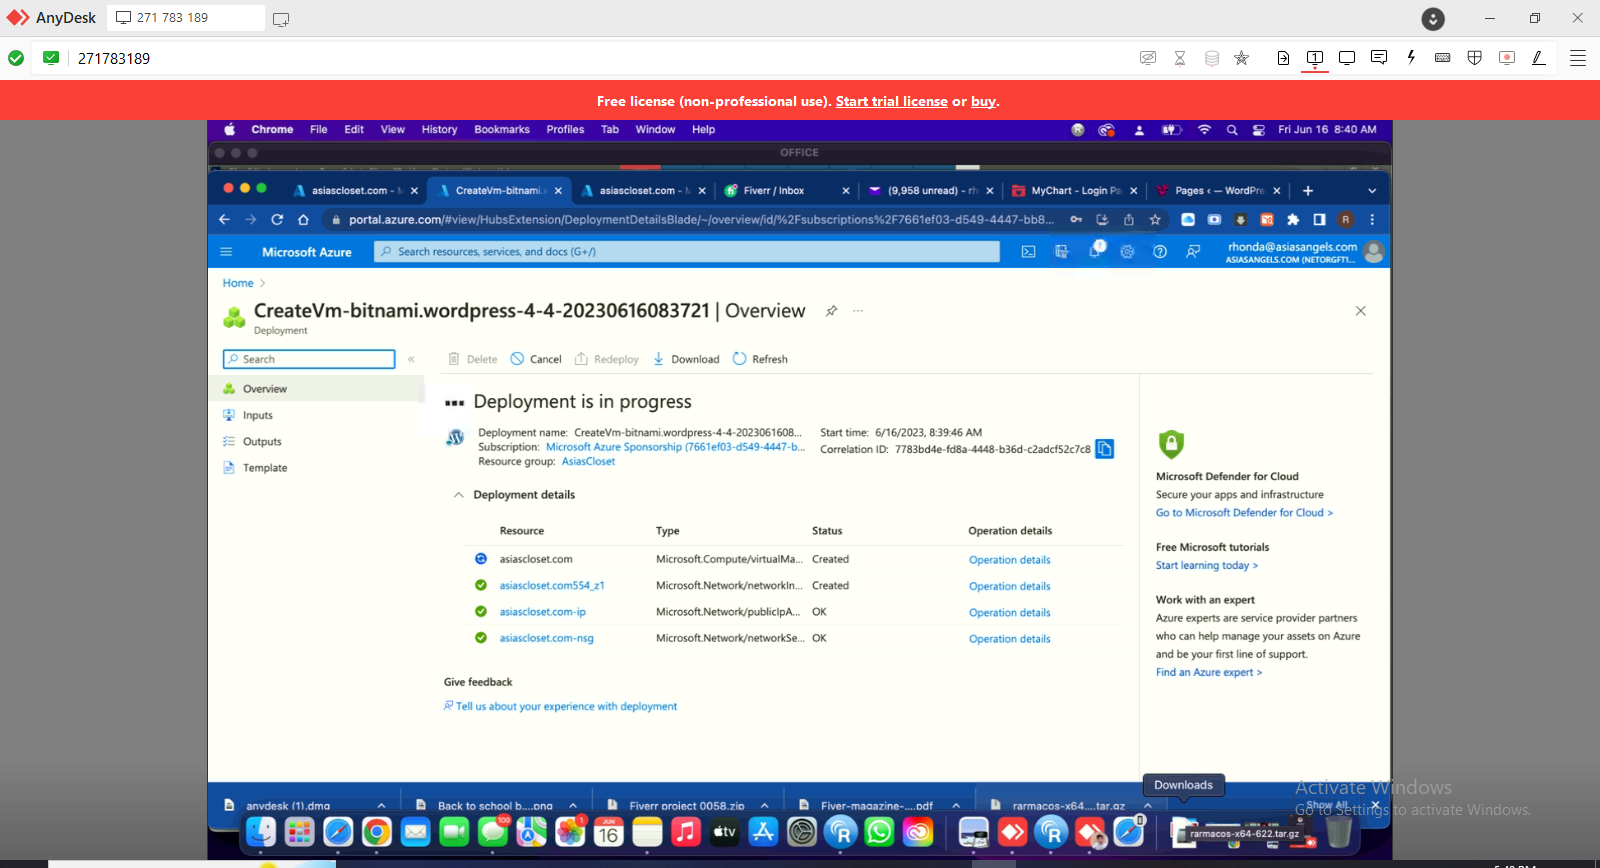 AnyDesk 271 783 189
271783189
Free license (non-professional use). Start trial license or buy.
Chrome File Edit View History Bookmarks Profiles Tab Window Help Fri Jun 16 8:40 AM
OFFICE
asiascloset.com - CreateVm-bitnami. asiascloset.com - Fiverr / Inbox (9,958 unread) - rh MyChart - Login Pa Pages < — WordPre
portal.azure.com/#view/HubsExtension/DeploymentDetailsBlade/~/overview/id/%2Fsubscriptions%2F7661ef03-d549-4447-bb8... R
Microsoft Azure Search resources, services, and docs (G+/) 1 rhonda@asiasangels.com
ASIASANGELS.COM (NETORGFT1...
Home >
CreateVm-bitnami.wordpress-4-4-20230616083721 | Overview ...
Deployment
Search « Delete Cancel Redeploy Download Refresh
Overview
Inputs
Outputs
Template
Deployment is in progress
Deployment name: CreateVm-bitnami.wordpress-4-4-2023061608...
Subscription: Microsoft Azure Sponsorship (7661ef03-d549-4447-b...
Resource group: AsiasCloset
Start time: 6/16/2023, 8:39:46 AM
Correlation ID: 7783bd4e-fd8a-4448-b36d-c2adcf52c7c8
Deployment details
Resource Type Status Operation details
asiascloset.com Microsoft.Compute/virtualMa... Created Operation details
asiascloset.com554_z1 Microsoft.Network/networkIn... Created Operation details
asiascloset.com-ip Microsoft.Network/publicIpA... OK Operation details
asiascloset.com-nsg Microsoft.Network/networkSe... OK Operation details
Give feedback
Tell us about your experience with deployment
Microsoft Defender for Cloud
Secure your apps and infrastructure
Go to Microsoft Defender for Cloud >
Free Microsoft tutorials
Start learning today >
Work with an expert
Azure experts are service provider partners
who can help manage your assets on Azure
and be your first line of support.
Find an Azure expert >
Downloads
Activate Windows
Go to Settings to activate Windows.
anydesk (1).dmg Back to school b....png Fiverr project 0058.zip Fiver-magazine-....pdf rarmacos-x64....tar.gz Show All
109 1 JUN 16 tv
rarmacos-x64-622.tar.gz